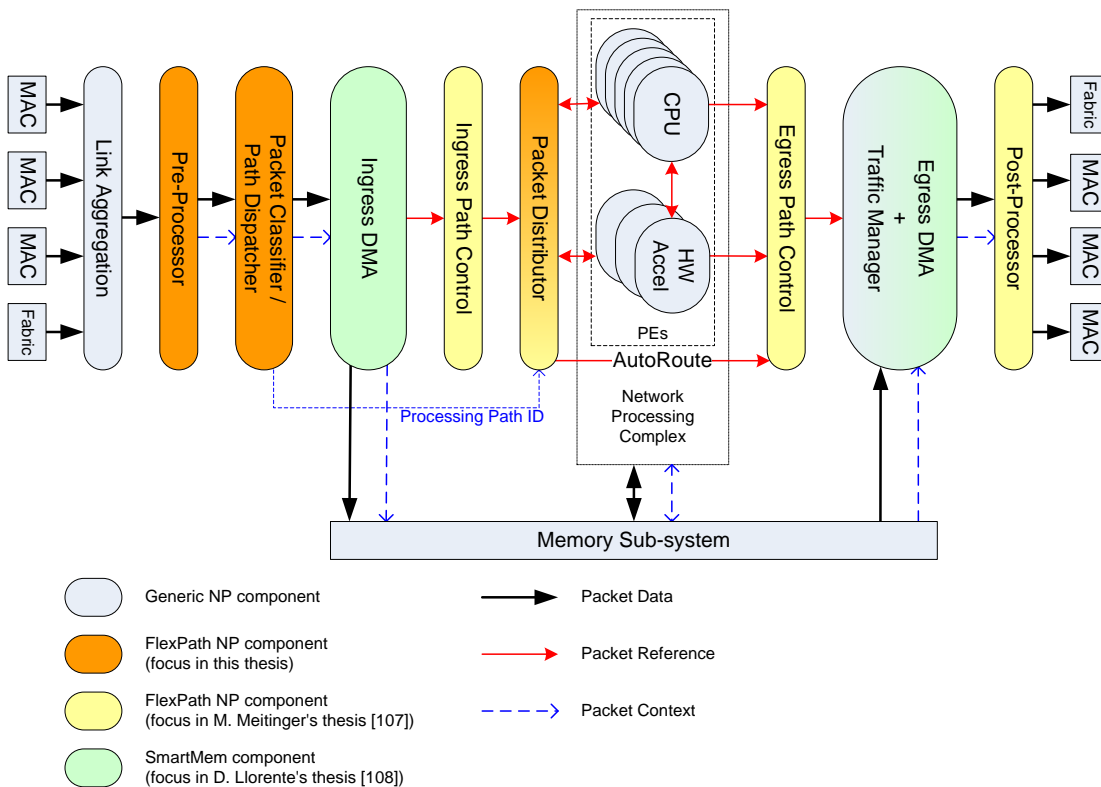 MAC
MAC
MAC
Fabric
Link Aggregation
Pre-Processor
Packet Classifier /
Path Dispatcher
Ingress DMA
Ingress Path Control
Packet Distributor
CPU
HW
Accel
PEs
AutoRoute
Network
Processing
Complex
Egress Path Control
Egress DMA
+
Traffic Manager
Post-Processor
Fabric
MAC
MAC
MAC
Processing Path ID
Memory Sub-system
Generic NP component
FlexPath NP component
(focus in this thesis)
FlexPath NP component
(focus in M. Meitinger's thesis [107])
SmartMem component
(focus in D. Llorente's thesis [108])
Packet Data
Packet Reference
Packet Context